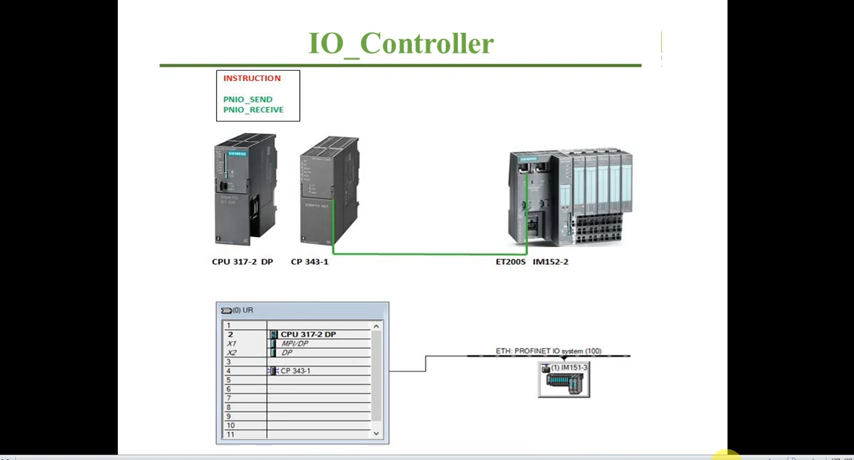 IO_Controller
INSTRUCTION
PNIO_SEND
PNIO_RECEIVE
SIEMENS
SIEMENS
CPU 317-2 DP
CP 343-1
ET200S IM152-2
(0) UR
1
2 CPU 317-2 DP
X1 MPI/DP
X2 DP
3
4 CP 343-1
5
6
7
8
9
10
11
ETH: PROFINET IO system (100)
(1) IM151-3